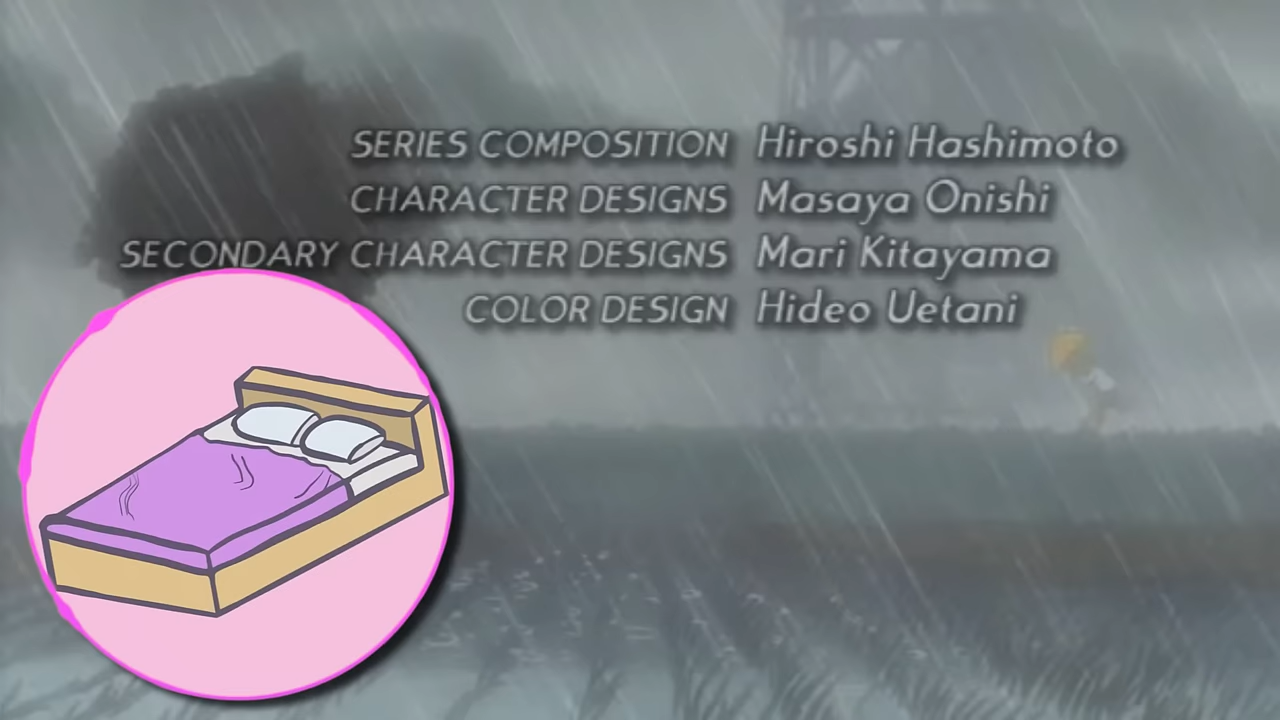 SERIES COMPOSITION Hiroshi Hashimoto
CHARACTER DESIGNS Masaya Onishi
SECONDARY CHARACTER DESIGNS Mari Kitayama
COLOR DESIGN Hideo Uetani